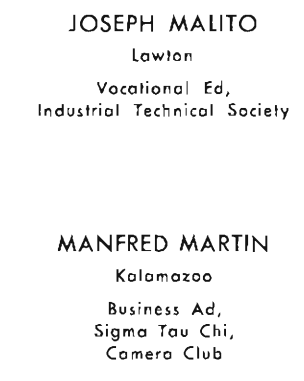 JOSEPH MALITO
Lawton
Vocational Ed,
Industrial Technical Society
MANFRED MARTIN
Kalamazoo
Business Ad,
Sigma Tau Chi,
Camera Club